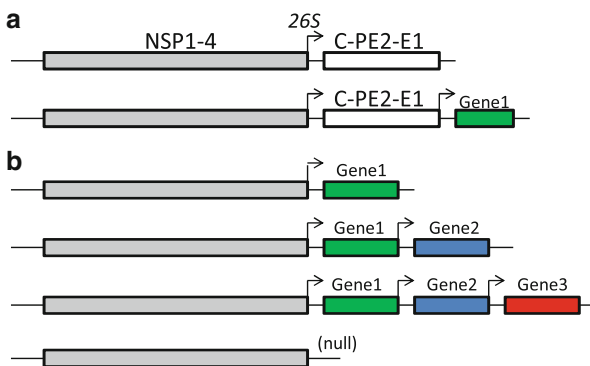 a
26S
NSP1-4 C-PE2-E1
C-PE2-E1 Gene1
b
Gene1
Gene1 Gene2
Gene1 Gene2 Gene3
(null)